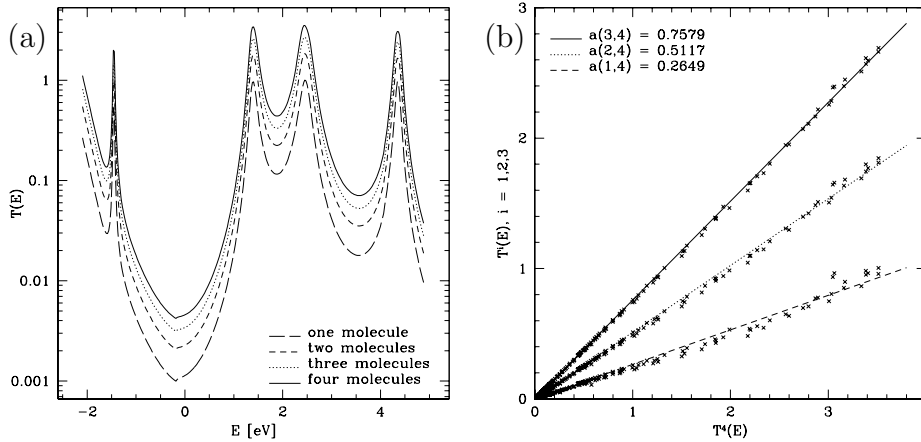 (a)
1
0.1
0.01
0.001
T(E)
−2
0
2
4
E [eV]
one molecule
two molecules
three molecules
four molecules
(b)
3
2
1
0
Tⁱ(E), i = 1,2,3
a(3,4) = 0.7579
a(2,4) = 0.5117
a(1,4) = 0.2649
0
1
2
3
T⁴(E)